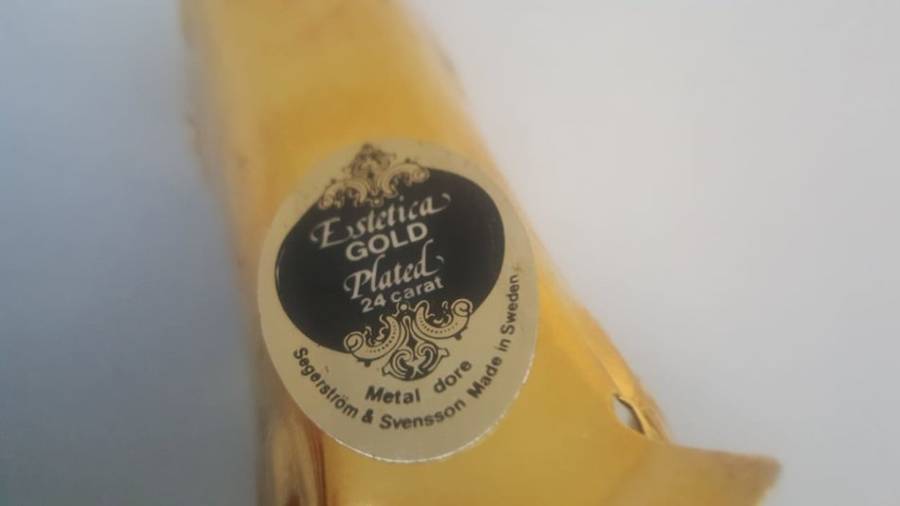 Estetica
GOLD
Plated
24 carat
Metal dore
Segerström & Svensson Made in Sweden